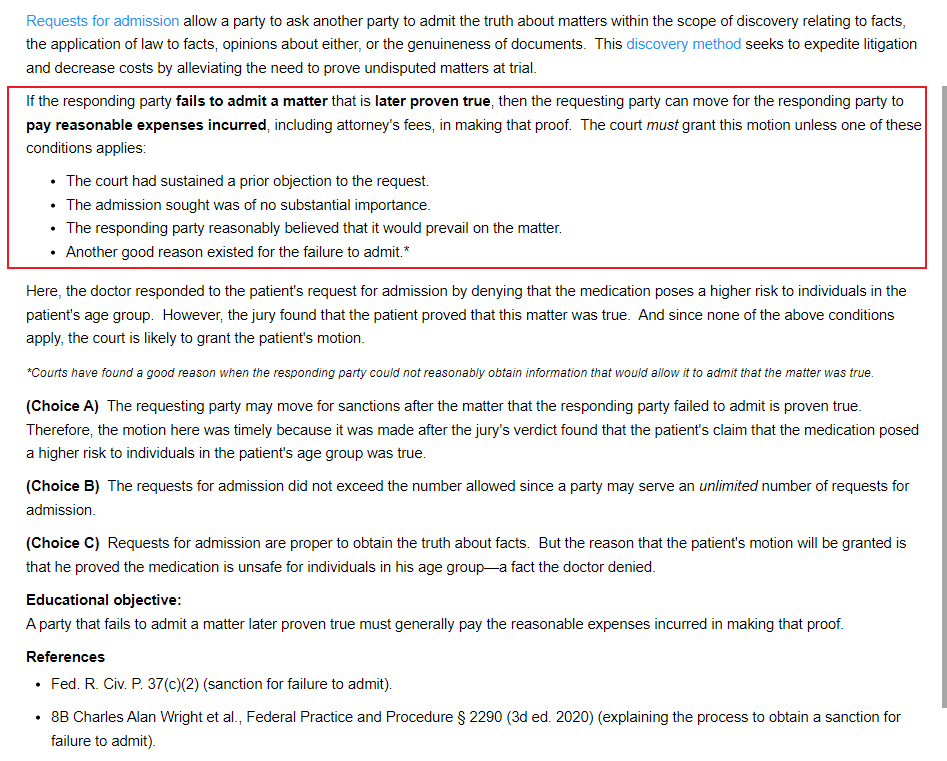 Requests for admission allow a party to ask another party to admit the truth about matters within the scope of discovery relating to facts,
the application of law to facts, opinions about either, or the genuineness of documents.  This discovery method seeks to expedite litigation
and decrease costs by alleviating the need to prove undisputed matters at trial.
If the responding party fails to admit a matter that is later proven true, then the requesting party can move for the responding party to
pay reasonable expenses incurred, including attorney's fees, in making that proof.  The court must grant this motion unless one of these
conditions applies:
• The court had sustained a prior objection to the request.
• The admission sought was of no substantial importance.
• The responding party reasonably believed that it would prevail on the matter.
• Another good reason existed for the failure to admit.*
Here, the doctor responded to the patient's request for admission by denying that the medication poses a higher risk to individuals in the
patient's age group.  However, the jury found that the patient proved that this matter was true.  And since none of the above conditions
apply, the court is likely to grant the patient's motion.
*Courts have found a good reason when the responding party could not reasonably obtain information that would allow it to admit that the matter was true.
(Choice A)  The requesting party may move for sanctions after the matter that the responding party failed to admit is proven true.
Therefore, the motion here was timely because it was made after the jury's verdict found that the patient's claim that the medication posed
a higher risk to individuals in the patient's age group was true.
(Choice B)  The requests for admission did not exceed the number allowed since a party may serve an unlimited number of requests for
admission.
(Choice C)  Requests for admission are proper to obtain the truth about facts.  But the reason that the patient's motion will be granted is
that he proved the medication is unsafe for individuals in his age group—a fact the doctor denied.
Educational objective:
A party that fails to admit a matter later proven true must generally pay the reasonable expenses incurred in making that proof.
References
• Fed. R. Civ. P. 37(c)(2) (sanction for failure to admit).
• 8B Charles Alan Wright et al., Federal Practice and Procedure § 2290 (3d ed. 2020) (explaining the process to obtain a sanction for
failure to admit).